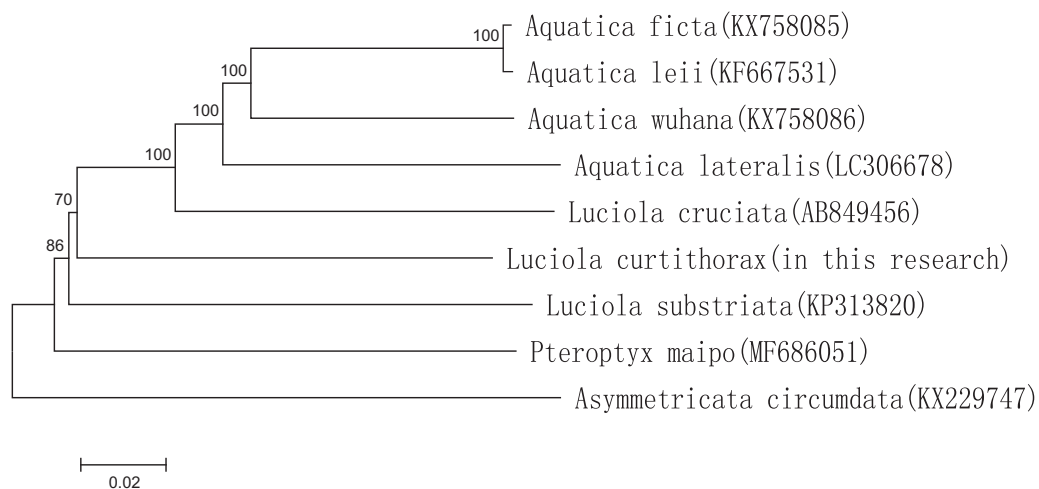 Aquatica ficta(KX758085)
100
Aquatica leii(KF667531)
100
Aquatica wuhana(KX758086)
100
Aquatica lateralis(LC306678)
100
Luciola cruciata(AB849456)
70
Luciola curtithorax(in this research)
86
Luciola substriata(KP313820)
Pteroptyx maipo(MF686051)
Asymmetricata circumdata(KX229747)
0.02